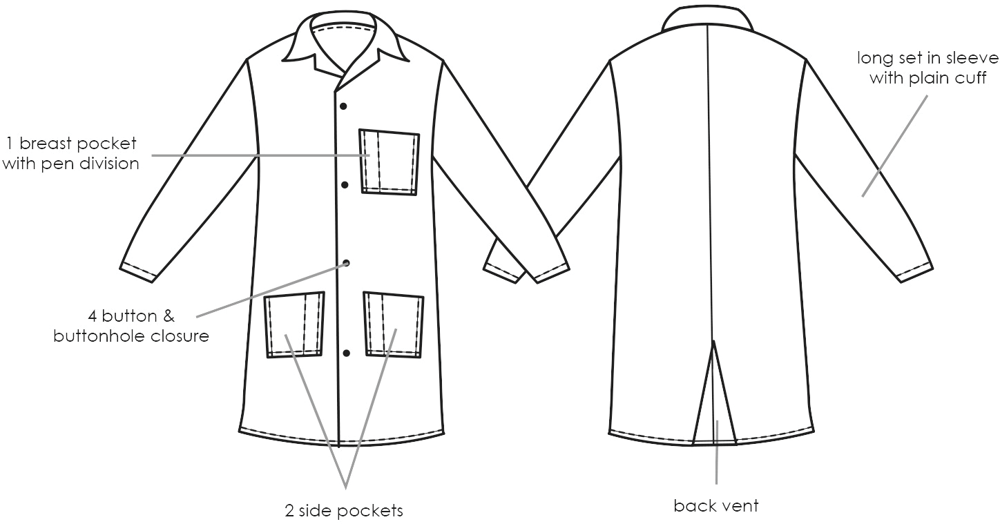 long set in sleeve
with plain cuff
1 breast pocket
with pen division
4 button &
buttonhole closure
2 side pockets
back vent